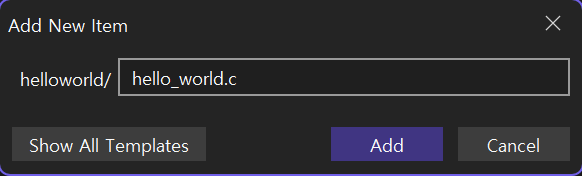 Add New Item
helloworld/ hello_world.c
Show All Templates Add Cancel